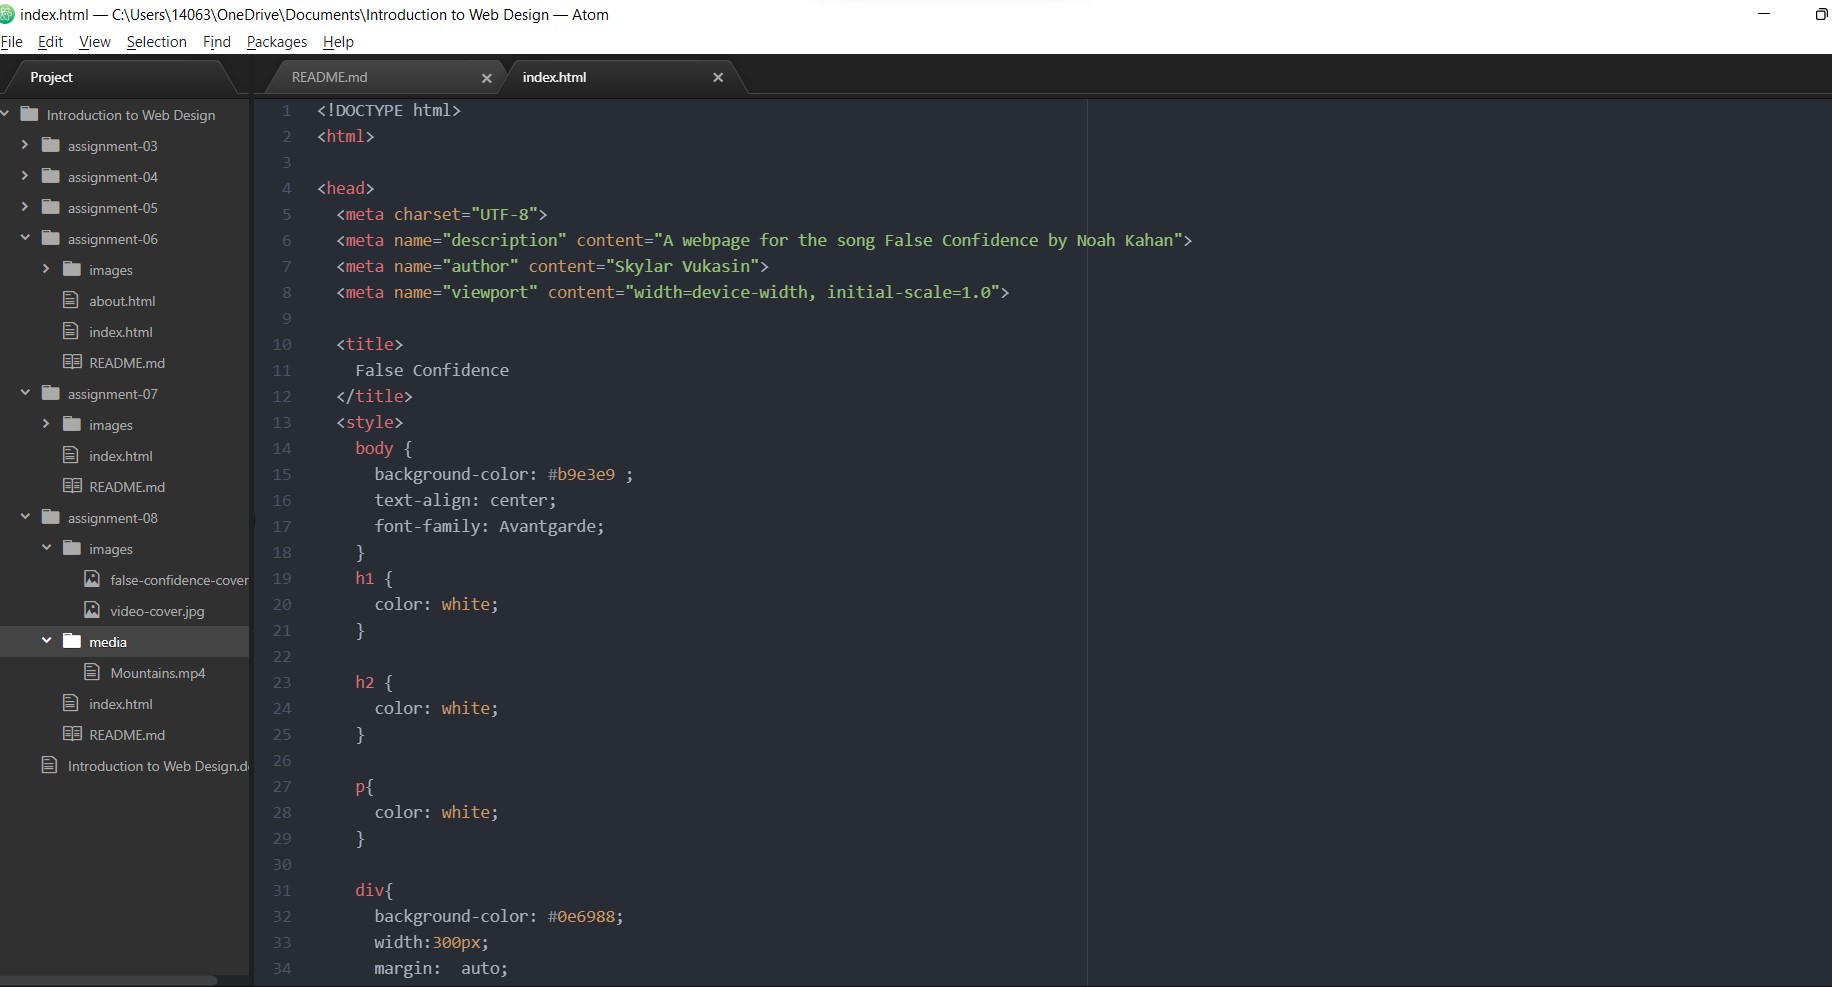 index.html — C:\Users\14063\OneDrive\Documents\Introduction to Web Design — Atom
File Edit View Selection Find Packages Help
Project
README.md
index.html
Introduction to Web Design
assignment-03
assignment-04
assignment-05
assignment-06
images
about.html
index.html
README.md
assignment-07
images
index.html
README.md
assignment-08
images
false-confidence-cover
video-cover.jpg
media
Mountains.mp4
index.html
README.md
Introduction to Web Design.d
1 <!DOCTYPE html>
2 <html>
3
4 <head>
5 <meta charset="UTF-8">
6 <meta name="description" content="A webpage for the song False Confidence by Noah Kahan">
7 <meta name="author" content="Skylar Vukasin">
8 <meta name="viewport" content="width=device-width, initial-scale=1.0">
9
10 <title>
11 False Confidence
12 </title>
13 <style>
14 body {
15 background-color: #b9e3e9 ;
16 text-align: center;
17 font-family: Avantgarde;
18 }
19 h1 {
20 color: white;
21 }
22
23 h2 {
24 color: white;
25 }
26
27 p{
28 color: white;
29 }
30
31 div{
32 background-color: #0e6988;
33 width:300px;
34 margin:  auto;